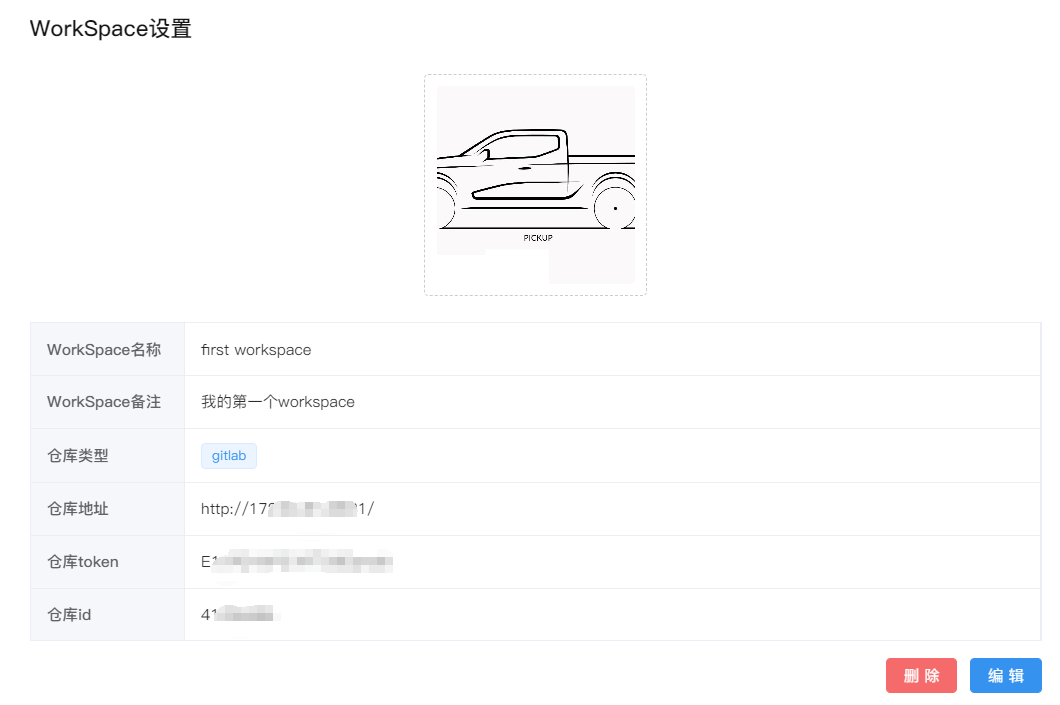 WorkSpace设置
PICKUP
WorkSpace名称 first workspace
WorkSpace备注 我的第一个workspace
仓库类型 gitlab
仓库地址 http://17 1/
仓库token E
仓库id 41
删除 编辑